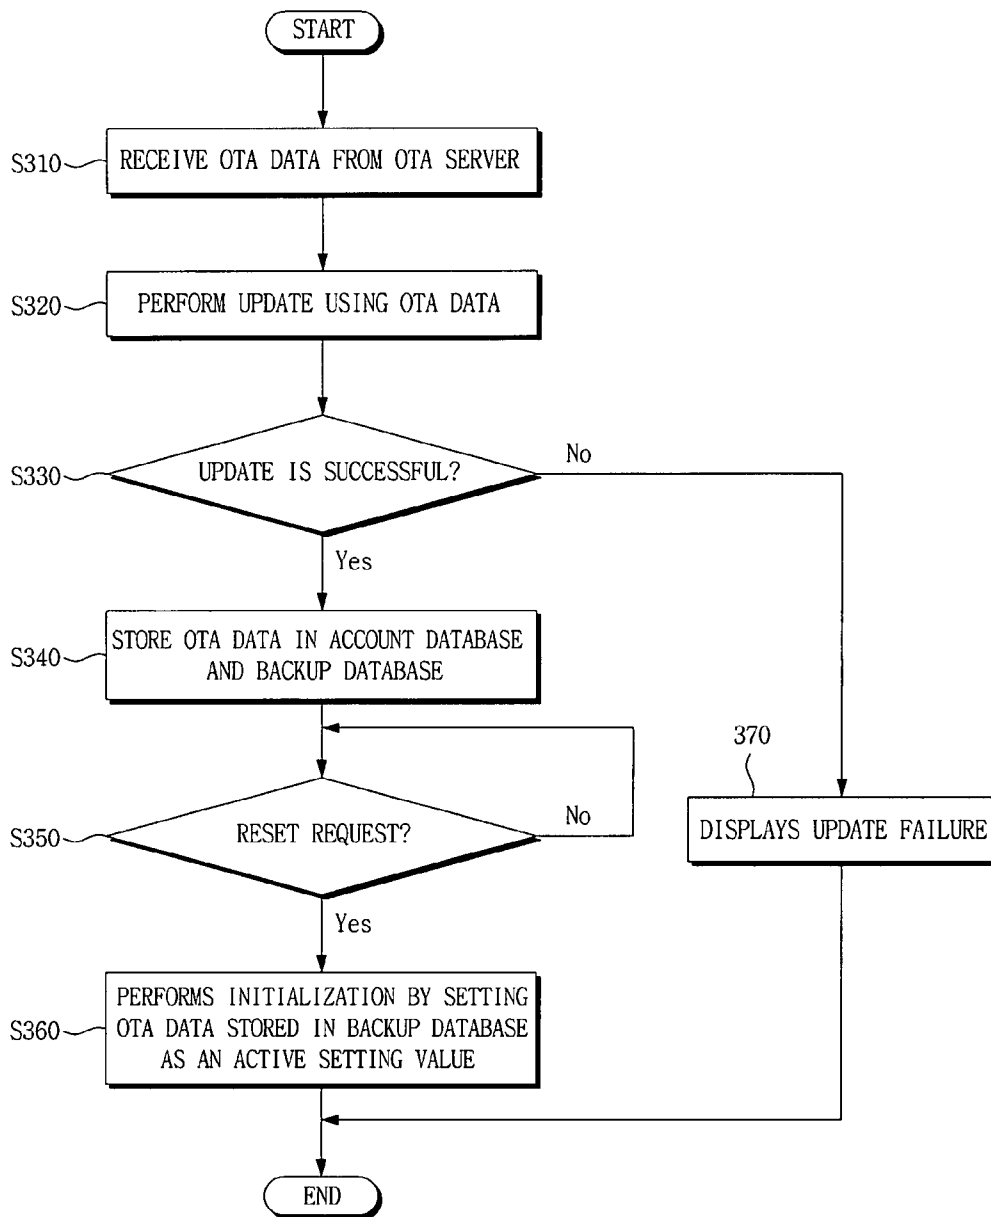 START
S310
RECEIVE OTA DATA FROM OTA SERVER
S320
PERFORM UPDATE USING OTA DATA
S330
UPDATE IS SUCCESSFUL?
No
Yes
S340
STORE OTA DATA IN ACCOUNT DATABASE
AND BACKUP DATABASE
370
S350
RESET REQUEST?
No
DISPLAYS UPDATE FAILURE
Yes
S360
PERFORMS INITIALIZATION BY SETTING
OTA DATA STORED IN BACKUP DATABASE
AS AN ACTIVE SETTING VALUE
END